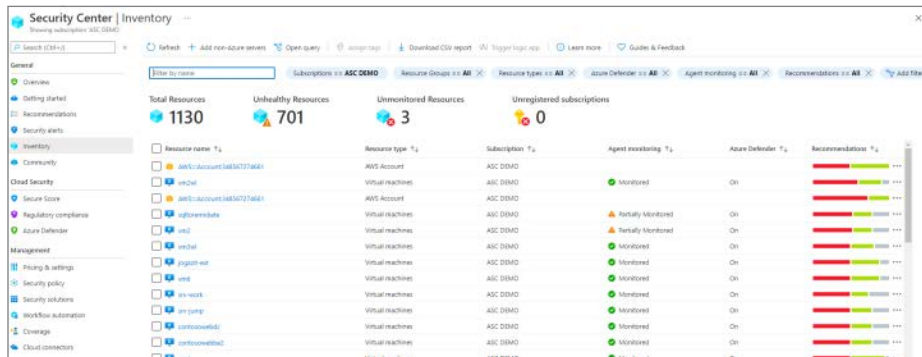 Security Center | Inventory ...
Showing subscription 'ASC DEMO'
Search (Ctrl+/)
Refresh + Add non-Azure servers Open query Assign tags Download CSV report Trigger logic app Learn more Guides & Feedback
General
Overview
Getting started
Recommendations
Security alerts
Inventory
Community
Cloud Security
Secure Score
Regulatory compliance
Azure Defender
Management
Pricing & settings
Security policy
Security solutions
Workflow automation
Coverage
Cloud connectors
Filter by name
Subscriptions == ASC DEMO
Resource Groups == All
Resource types == All
Azure Defender == All
Agent monitoring == All
Recommendations == All
Add filter
Total Resources Unhealthy Resources Unmonitored Resources Unregistered subscriptions
1130 701 3 0
Resource name Resource type Subscription Agent monitoring Azure Defender Recommendations
AWS Account ASC DEMO
Virtual machines ASC DEMO Monitored On
AWS Account ASC DEMO
Virtual machines ASC DEMO Partially Monitored On
vm2 Virtual machines ASC DEMO Partially Monitored On
Virtual machines ASC DEMO Monitored On
Virtual machines ASC DEMO Monitored On
Virtual machines ASC DEMO Monitored On
srv-work Virtual machines ASC DEMO Monitored On
srv-jump Virtual machines ASC DEMO Monitored On
Virtual machines ASC DEMO Monitored On
Virtual machines ASC DEMO Monitored On